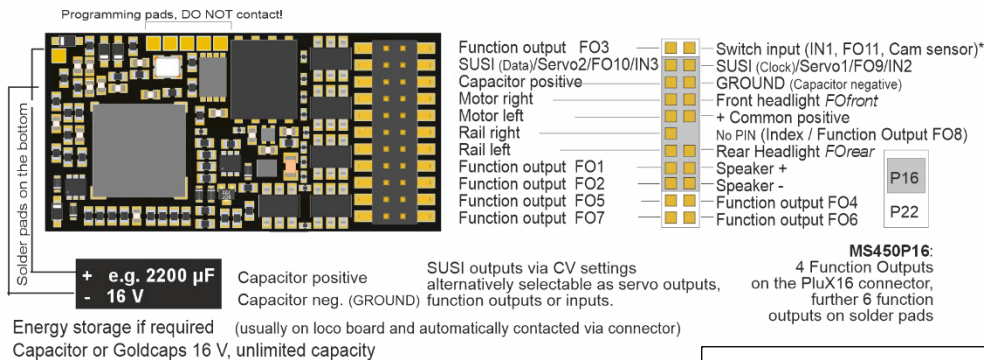 Programming pads, DO NOT contact!
Solder pads on the bottom
Function output FO3
SUSI (Data)/Servo2/FO10/IN3
Capacitor positive
Motor right
Motor left
Rail right
Rail left
Function output FO1
Function output FO2
Function output FO5
Function output FO7
Switch input (IN1, FO11, Cam sensor)*
SUSI (Clock)/Servo1/FO9/IN2
GROUND (Capacitor negative)
Front headlight FOfront
+ Common positive
No PIN (Index / Function Output FO8)
Rear Headlight FOrear
Speaker +
Speaker -
Function output FO4
Function output FO6
P16
P22
+ e.g. 2200 µF
- 16 V
Capacitor positive
Capacitor neg. (GROUND)
SUSI outputs via CV settings
alternatively selectable as servo outputs,
function outputs or inputs.
MS450P16:
4 Function Outputs
on the PluX16 connector,
further 6 function
outputs on solder pads
Energy storage if required (usually on loco board and automatically contacted via connector)
Capacitor or Goldcaps 16 V, unlimited capacity